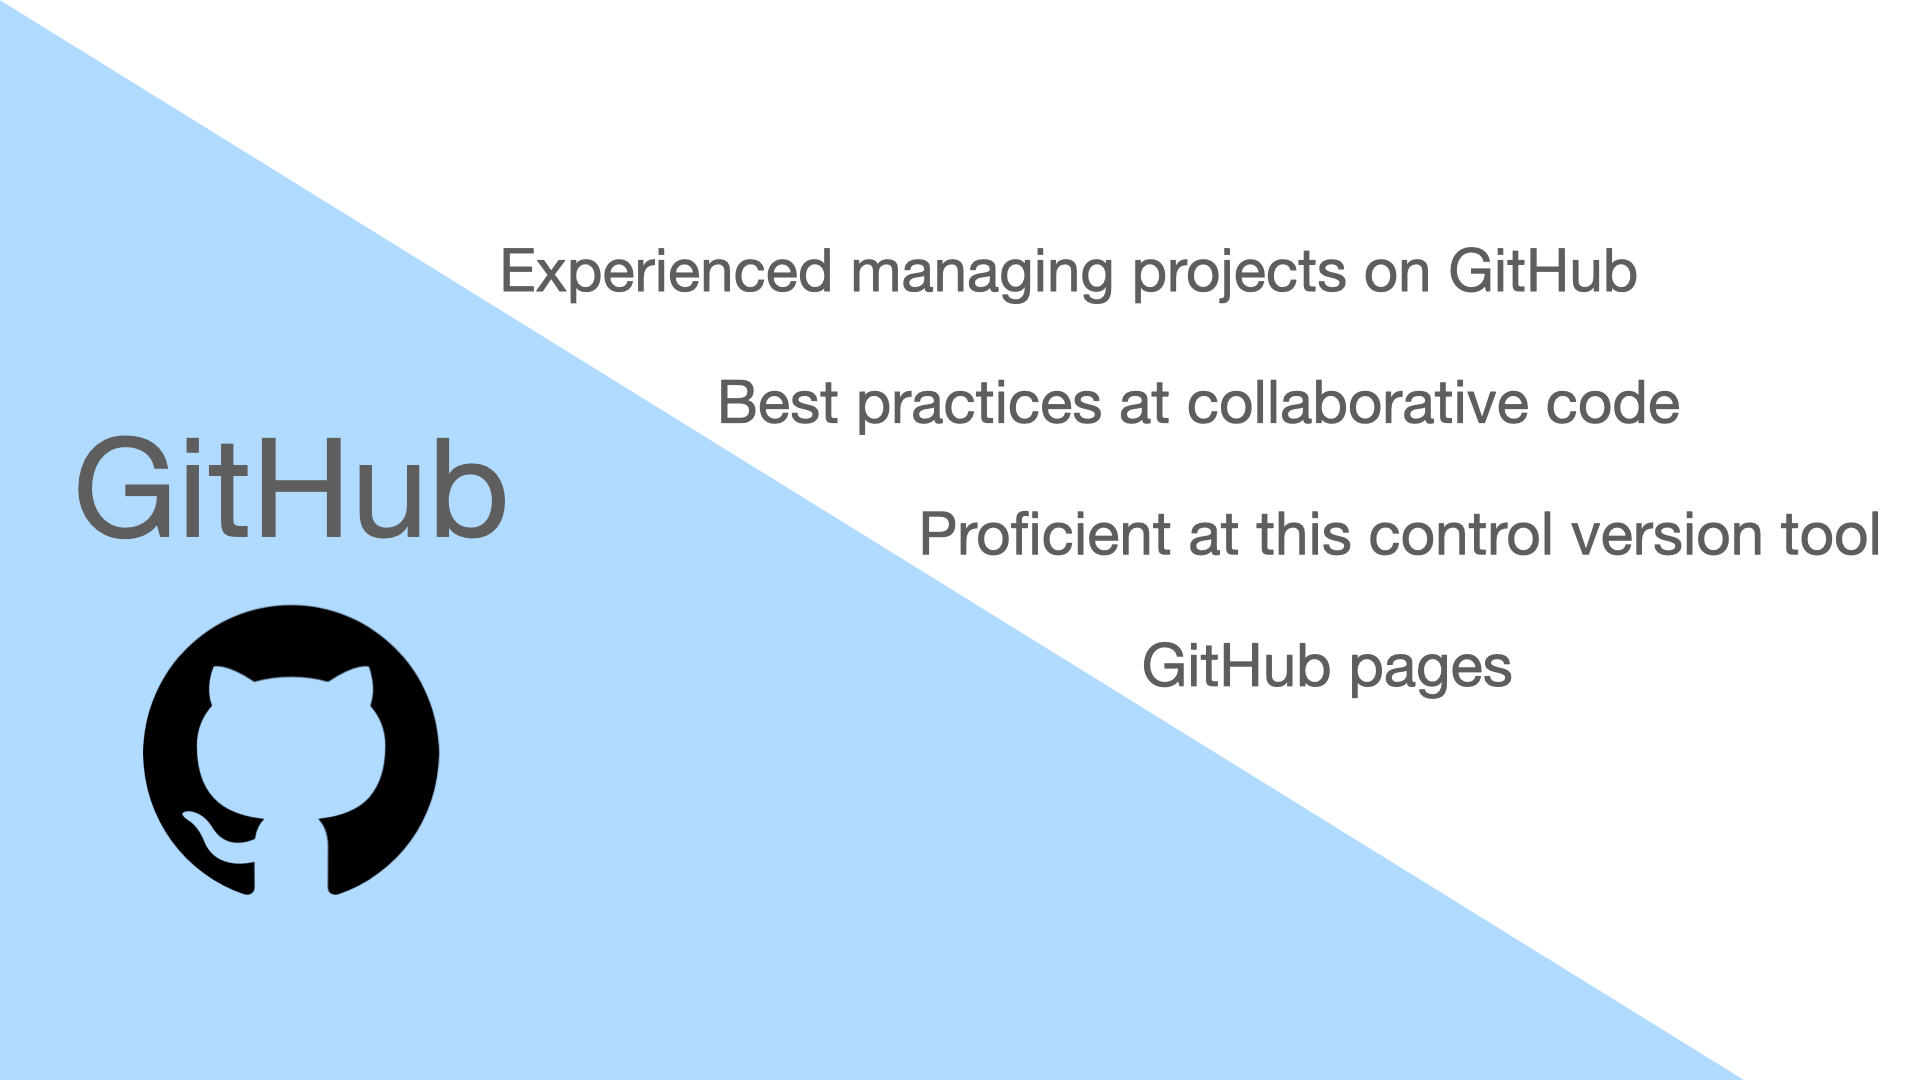 GitHub
Experienced managing projects on GitHub
Best practices at collaborative code
Proficient at this control version tool
GitHub pages